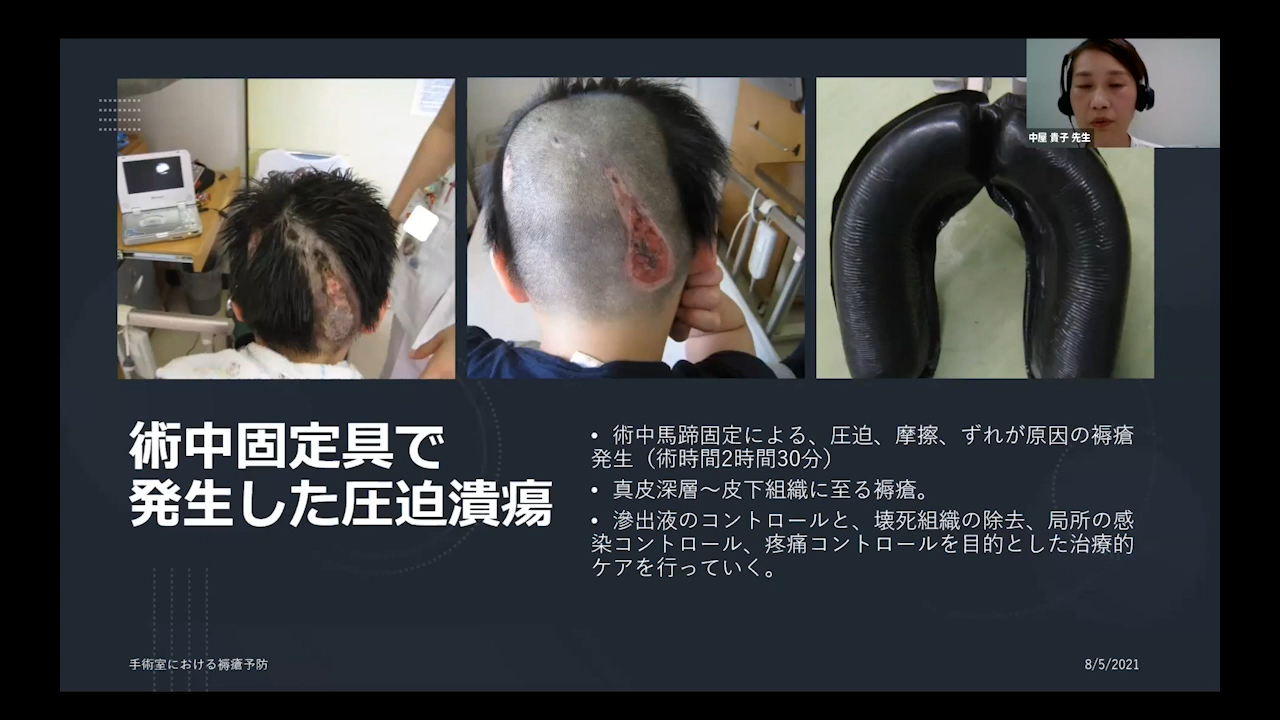 中屋 貴子 先生
術中固定具で
発生した圧迫潰瘍
• 術中馬蹄固定による、圧迫、摩擦、ずれが原因の褥瘡
発生（術時間2時間30分）
• 真皮深層～皮下組織に至る褥瘡。
• 滲出液のコントロールと、壊死組織の除去、局所の感
染コントロール、疼痛コントロールを目的とした治療的
ケアを行っていく。
手術室における褥瘡予防
8/5/2021